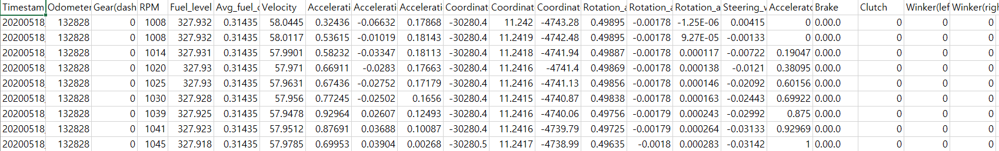 Timestam Odometer Gear(dash RPM Fuel_level Avg_fuel_c Velocity Accelerati Accelerati Accelerati Coordinat Coordinat Coordinat Rotation_a Rotation_a Rotation_a Steering_w Accelerato Brake Clutch Winker(lef Winker(righ
20200518_ 132828 0 1008 327.932 0.31435 58.0445 0.32436 -0.06632 0.17868 -30280.4 11.242 -4743.28 0.49895 -0.00178 -1.25E-06 0.00415 0 0.00.0 0 0 0
20200518_ 132828 0 1008 327.932 0.31435 58.0117 0.53615 -0.01019 0.18143 -30280.4 11.2419 -4742.48 0.49895 -0.00178 9.27E-05 -0.00133 0 0.00.0 0 0 0
20200518_ 132828 0 1014 327.931 0.31435 57.9901 0.58232 -0.03347 0.18113 -30280.4 11.2418 -4741.94 0.49887 -0.00178 0.000117 -0.00722 0.19047 0.00.0 0 0 0
20200518_ 132828 0 1020 327.93 0.31435 57.971 0.66911 -0.0283 0.17663 -30280.4 11.2416 -4741.4 0.49869 -0.00178 0.000138 -0.0121 0.38095 0.00.0 0 0 0
20200518_ 132828 0 1025 327.93 0.31435 57.9631 0.67436 -0.02752 0.17179 -30280.4 11.2416 -4741.13 0.49856 -0.00178 0.000146 -0.02092 0.60156 0.00.0 0 0 0
20200518_ 132828 0 1030 327.928 0.31435 57.956 0.77245 -0.02502 0.1656 -30280.4 11.2415 -4740.87 0.49838 -0.00178 0.000163 -0.02443 0.69922 0.00.0 0 0 0
20200518_ 132828 0 1039 327.925 0.31435 57.9478 0.92964 0.02607 0.12493 -30280.4 11.2416 -4740.06 0.49756 -0.00179 0.000243 -0.02992 0.875 0.00.0 0 0 0
20200518_ 132828 0 1041 327.923 0.31435 57.9512 0.87691 0.03688 0.10087 -30280.4 11.2416 -4739.79 0.49725 -0.00179 0.000264 -0.03133 0.92969 0.00.0 0 0 0
20200518_ 132828 0 1045 327.918 0.31435 57.9785 0.69953 0.03904 0.00268 -30280.5 11.2417 -4738.99 0.49635 -0.0018 0.000283 -0.03142 1 0.00.0 0 0 0